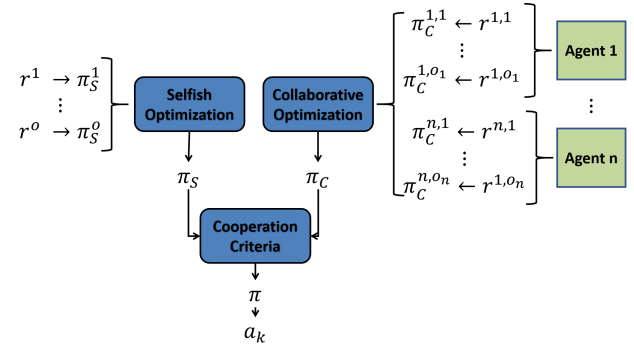 r^1 → π_S^1
⋮
r^o → π_S^o
Selfish
Optimization
Collaborative
Optimization
π_C^{1,1} ← r^{1,1}
⋮
π_C^{1,o_1} ← r^{1,o_1}
Agent 1
⋮
π_C^{n,1} ← r^{n,1}
⋮
π_C^{n,o_n} ← r^{1,o_n}
Agent n
π_S
π_C
Cooperation
Criteria
π
a_k